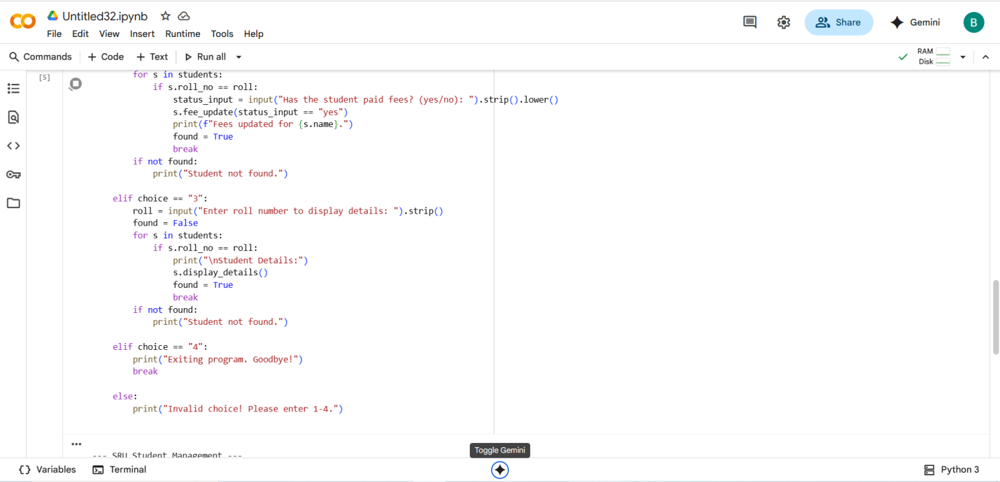 Untitled32.ipynb
File Edit View Insert Runtime Tools Help
Share
Gemini
B
Commands + Code + Text Run all
RAM
Disk
[5]
        for s in students:
            if s.roll_no == roll:
                status_input = input("Has the student paid fees? (yes/no): ").strip().lower()
                s.fee_update(status_input == "yes")
                print(f"Fees updated for {s.name}.")
                found = True
                break
        if not found:
            print("Student not found.")
    elif choice == "3":
        roll = input("Enter roll number to display details: ").strip()
        found = False
        for s in students:
            if s.roll_no == roll:
                print("\nStudent Details:")
                s.display_details()
                found = True
                break
        if not found:
            print("Student not found.")
    elif choice == "4":
        print("Exiting program. Goodbye!")
        break
    else:
        print("Invalid choice! Please enter 1-4.")
--- SRU Student Management ---
Toggle Gemini
{} Variables Terminal
Python 3